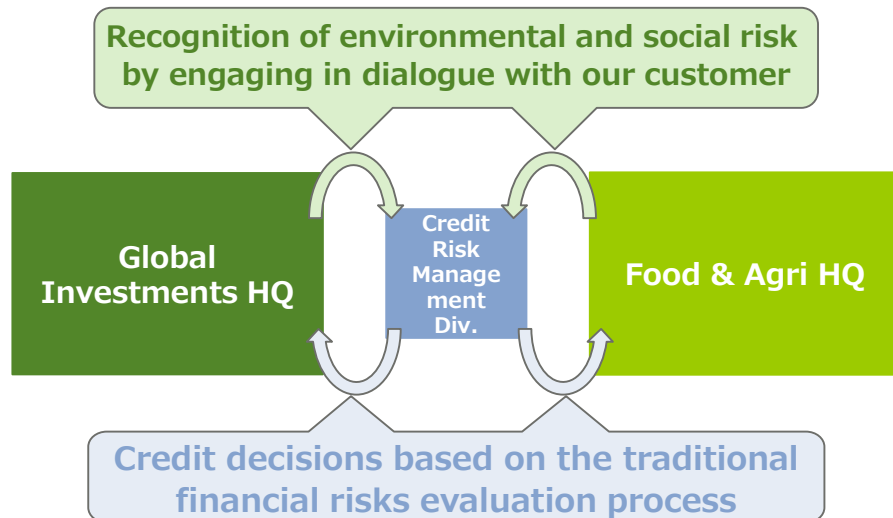 Recognition of environmental and social risk
by engaging in dialogue with our customer
Global
Investments HQ
Credit
Risk
Manage
ment
Div.
Food & Agri HQ
Credit decisions based on the traditional
financial risks evaluation process